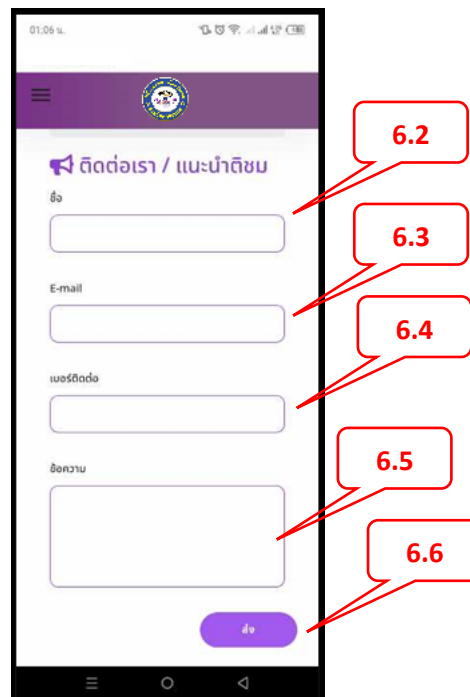 01:06 น.
ติดต่อเรา / แนะนำติชม
6.2
ชื่อ
6.3
E-mail
6.4
เบอร์ติดต่อ
6.5
ข้อความ
6.6
ส่ง